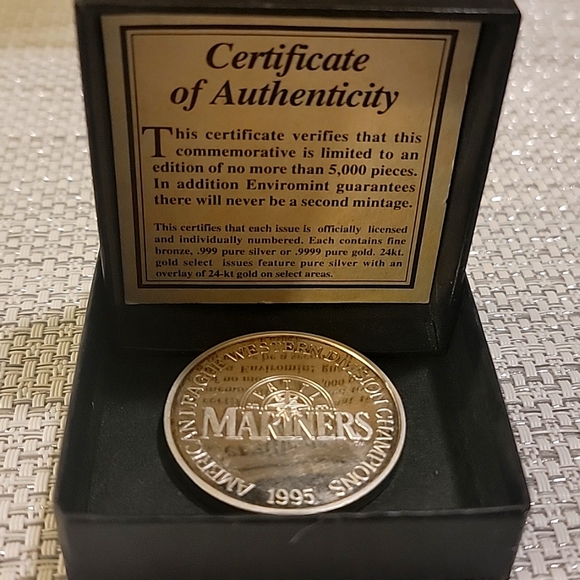 Certificate
of Authenticity
This certificate verifies that this
commemorative is limited to an
edition of no more than 5,000 pieces.
In addition Enviromint guarantees
there will never be a second mintage.
This certifies that each issue is officially licensed
and individually numbered. Each contains fine
bronze, .999 pure silver or .9999 pure gold. 24kt.
gold select issues feature pure silver with an
overlay of 24-kt gold on select areas.
AMERICAN LEAGUE WESTERN DIVISION CHAMPIONS
SEATTLE
MARINERS
1995